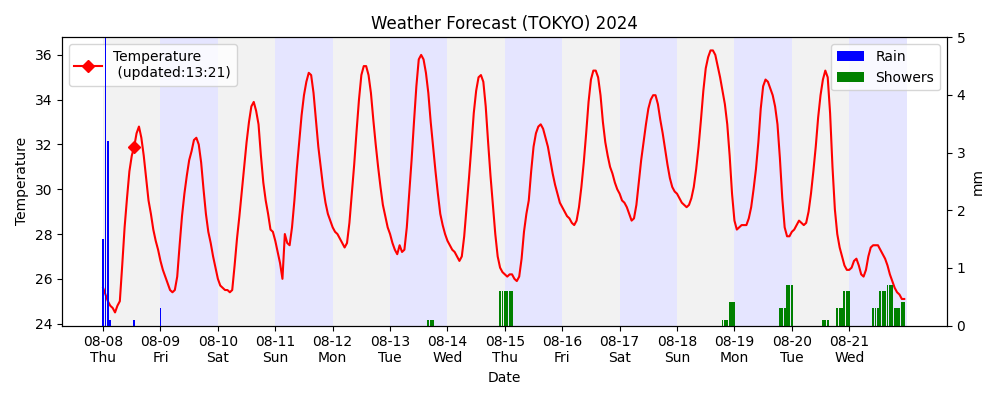 Weather Forecast (TOKYO) 2024
Temperature
(updated:13:21)
Rain
Showers
36
34
32
30
28
26
24
Temperature
5
4
3
2
1
0
mm
08-08 08-09 08-10 08-11 08-12 08-13 08-14 08-15 08-16 08-17 08-18 08-19 08-20 08-21
Thu Fri Sat Sun Mon Tue Wed Thu Fri Sat Sun Mon Tue Wed
Date